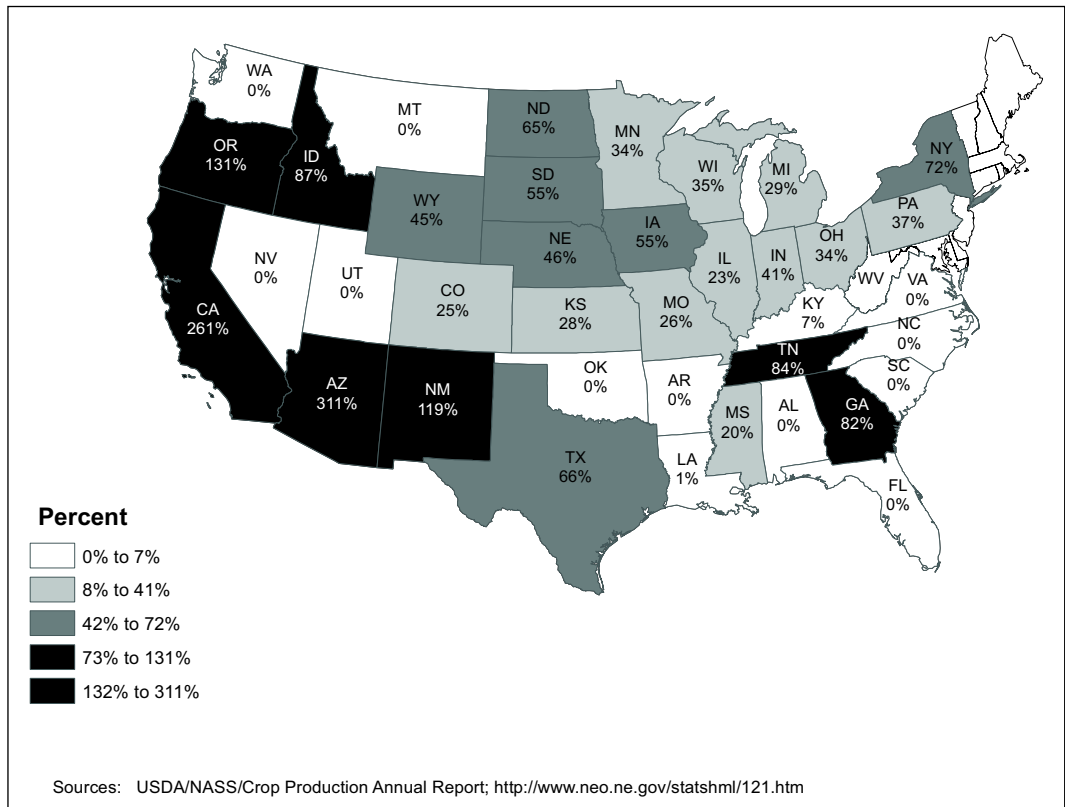 WA
0%
MT
0%
ND
65%
MN
34%
OR
131%
ID
87%
SD
55%
WI
35%
MI
29%
NY
72%
WY
45%
PA
37%
NE
46%
IA
55%
NV
0%
UT
0%
CO
25%
IL
23%
IN
41%
OH
34%
WV
VA
0%
KS
28%
MO
26%
KY
7%
NC
0%
CA
261%
TN
84%
SC
0%
AZ
311%
NM
119%
OK
0%
AR
0%
MS
20%
AL
0%
GA
82%
TX
66%
LA
1%
FL
0%
Percent
0% to 7%
8% to 41%
42% to 72%
73% to 131%
132% to 311%
Sources: USDA/NASS/Crop Production Annual Report; http://www.neo.ne.gov/statshml/121.htm